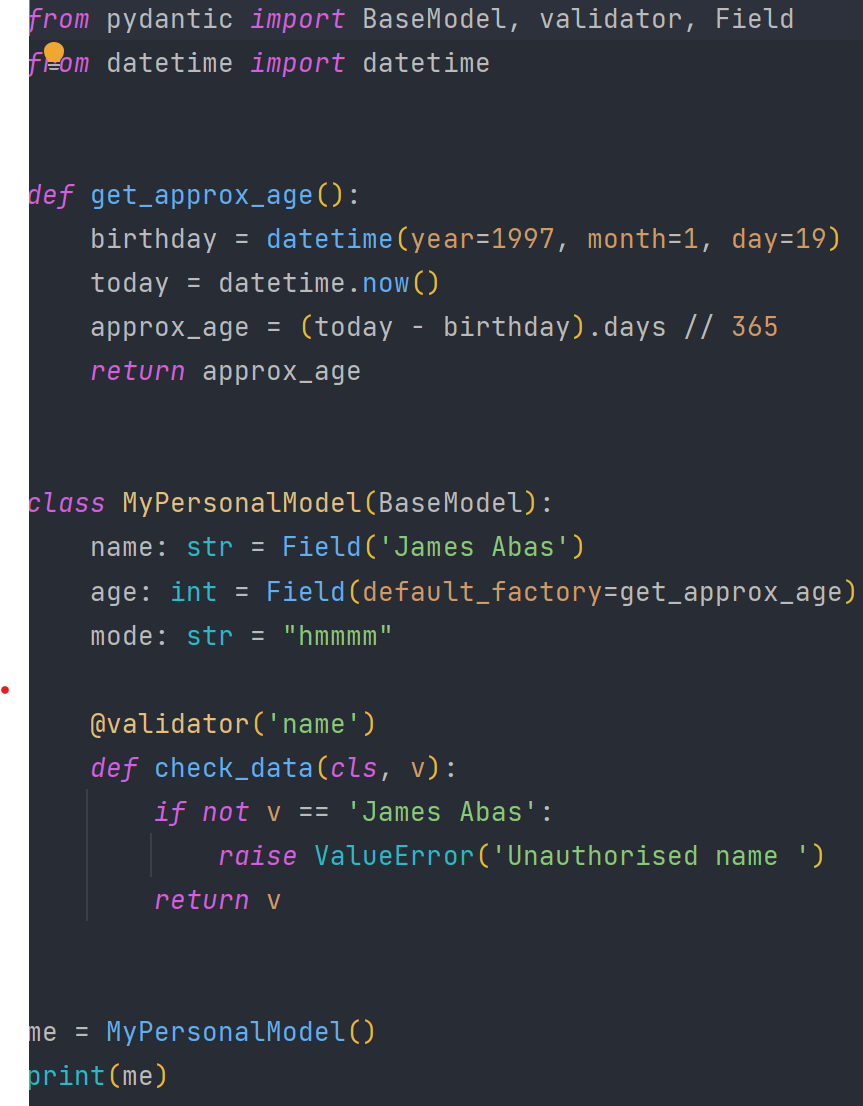 from pydantic import BaseModel, validator, Field
from datetime import datetime
def get_approx_age():
    birthday = datetime(year=1997, month=1, day=19)
    today = datetime.now()
    approx_age = (today - birthday).days // 365
    return approx_age
class MyPersonalModel(BaseModel):
    name: str = Field('James Abas')
    age: int = Field(default_factory=get_approx_age)
    mode: str = "hmmmm"
    @validator('name')
    def check_data(cls, v):
        if not v == 'James Abas':
            raise ValueError('Unauthorised name ')
        return v
me = MyPersonalModel()
print(me)